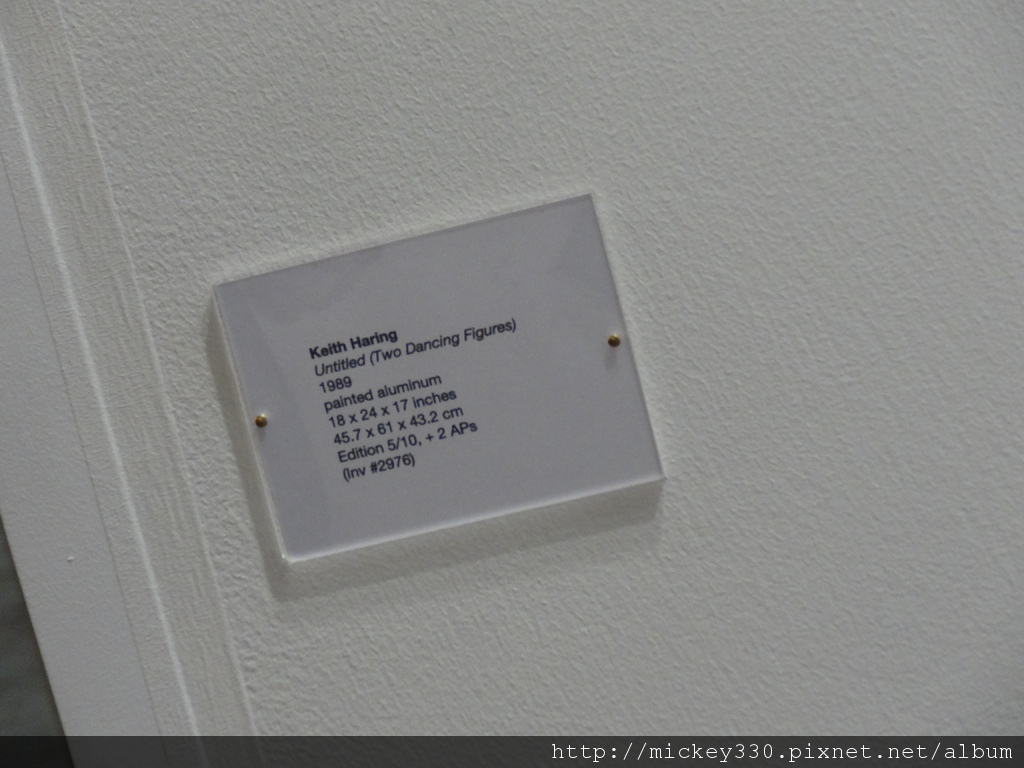 Keith Haring
Untitled (Two Dancing Figures)
1989
painted aluminum
18 x 24 x 17 inches
45.7 x 61 x 43.2 cm
Edition 5/10, + 2 APs
(Inv #2976)
http://mickey330.pixnet.net/album